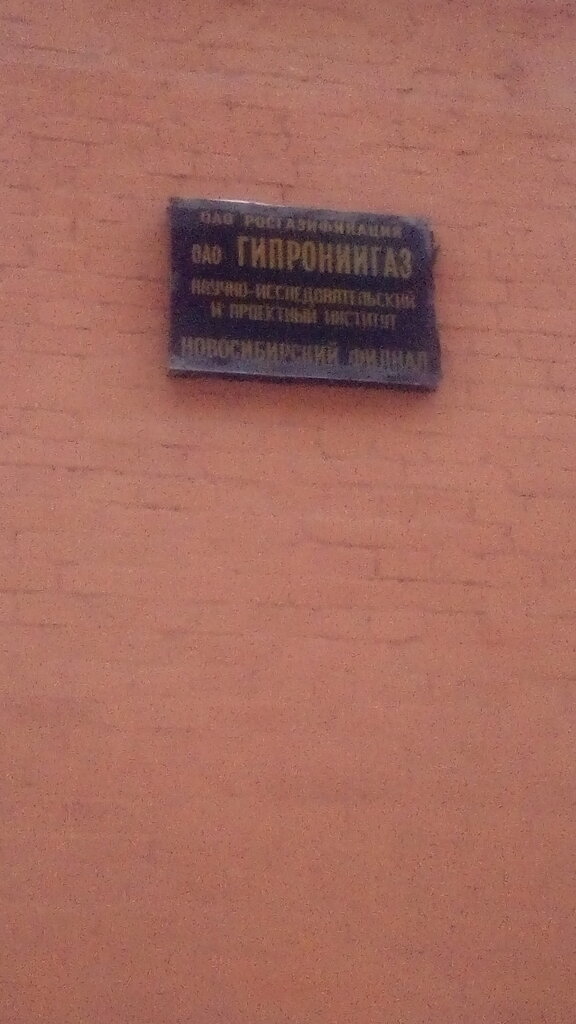 ОАО РОСГАЗИФИКАЦИЯ
ОАО ГИПРОНИИГАЗ
НАУЧНО-ИССЛЕДОВАТЕЛЬСКИЙ
И ПРОЕКТНЫЙ ИНСТИТУТ
НОВОСИБИРСКИЙ ФИЛИАЛ